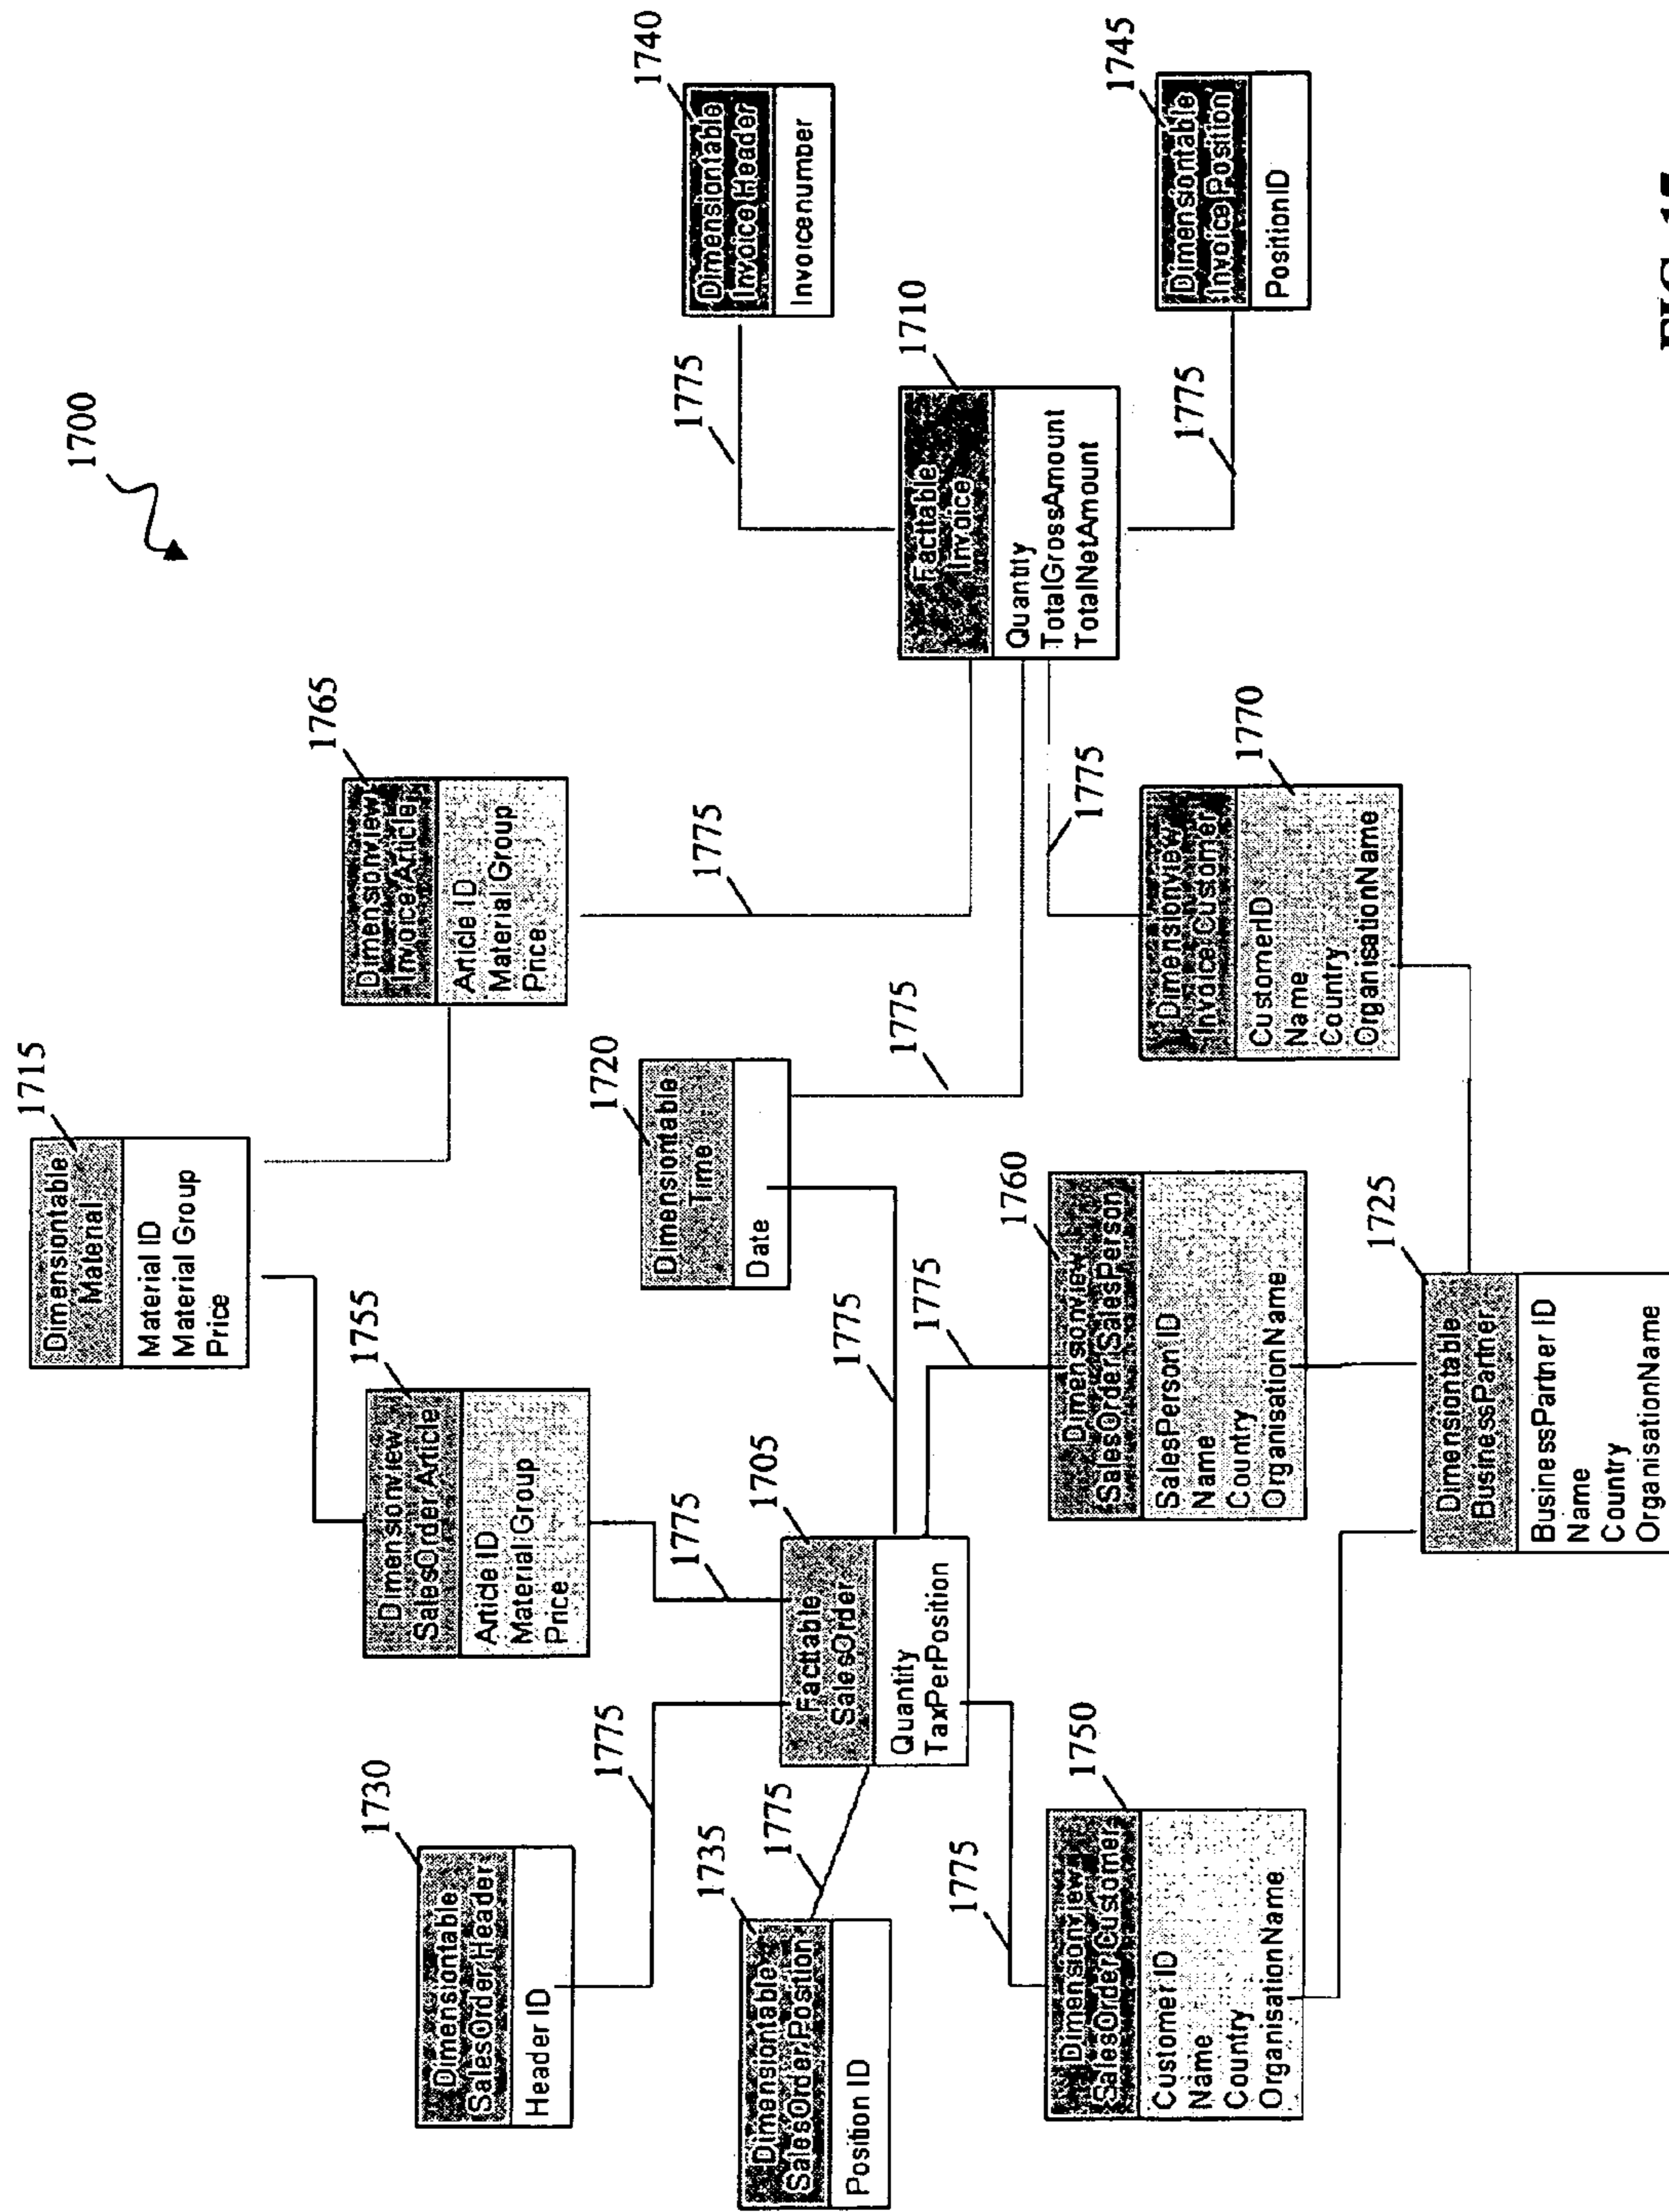 1700
1715
Dimensiontable
Material
Material ID
Material Group
Price
1755
Dimensionview
SalesOrder/Article
Article ID
Material Group
Price
1765
Dimensionview
Invoice/Article
Article ID
Material Group
Price
1730
Dimensiontable
SalesOrder/Header
Header ID
1775
1775
1775
1720
Dimensiontable
Time
Date
1775
1775
1735
Dimensiontable
SalesOrder/Position
Position ID
1775
1705
Facttable
SalesOrder
Quantity
TaxPerPosition
1710
Facttable
Invoice
Quantity
TotalGrossAmount
TotalNetAmount
1775
1740
Dimensiontable
Invoice Header
Invoicenumber
1775
1745
Dimensiontable
Invoice Position
PositionID
1775
1750
Dimensionview
SalesOrder/Customer
Customer ID
Name
Country
OrganisationName
1775
1760
Dimensionview
SalesOrder/SalesPerson
SalesPerson ID
Name
Country
OrganisationName
1775
1770
Dimensionview
Invoice/Customer
CustomerID
Name
Country
OrganisationName
1725
Dimensiontable
BusinessPartner
BusinessPartner ID
Name
Country
OrganisationName